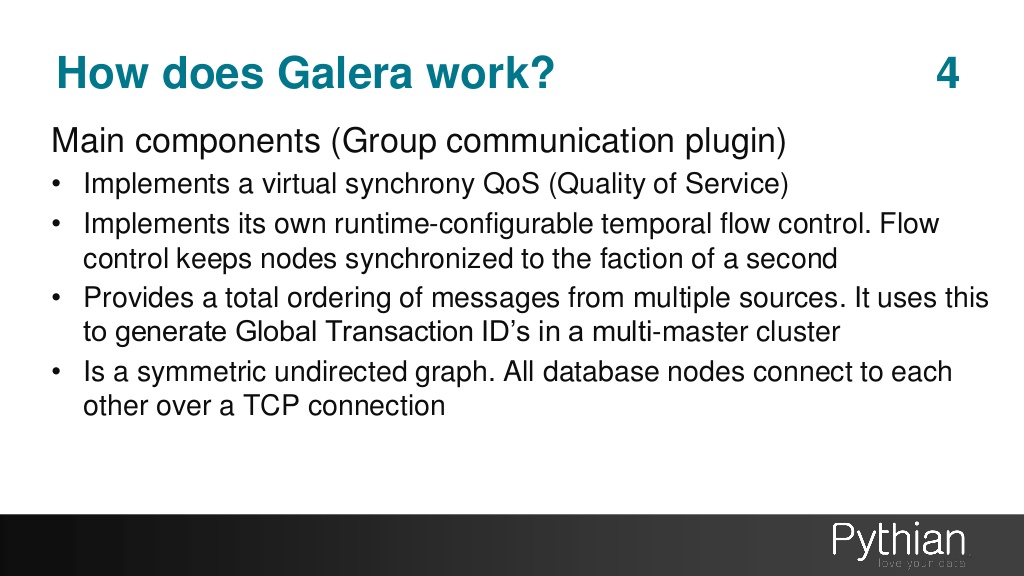 How does Galera work? 4
Main components (Group communication plugin)
• Implements a virtual synchrony QoS (Quality of Service)
• Implements its own runtime-configurable temporal flow control. Flow
control keeps nodes synchronized to the faction of a second
• Provides a total ordering of messages from multiple sources. It uses this
to generate Global Transaction ID’s in a multi-master cluster
• Is a symmetric undirected graph. All database nodes connect to each
other over a TCP connection
Pythian
love your data